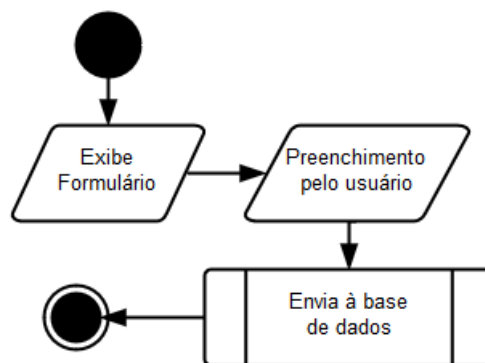 Exibe
Formulário
Preenchimento
pelo usuário
Envia à base
de dados